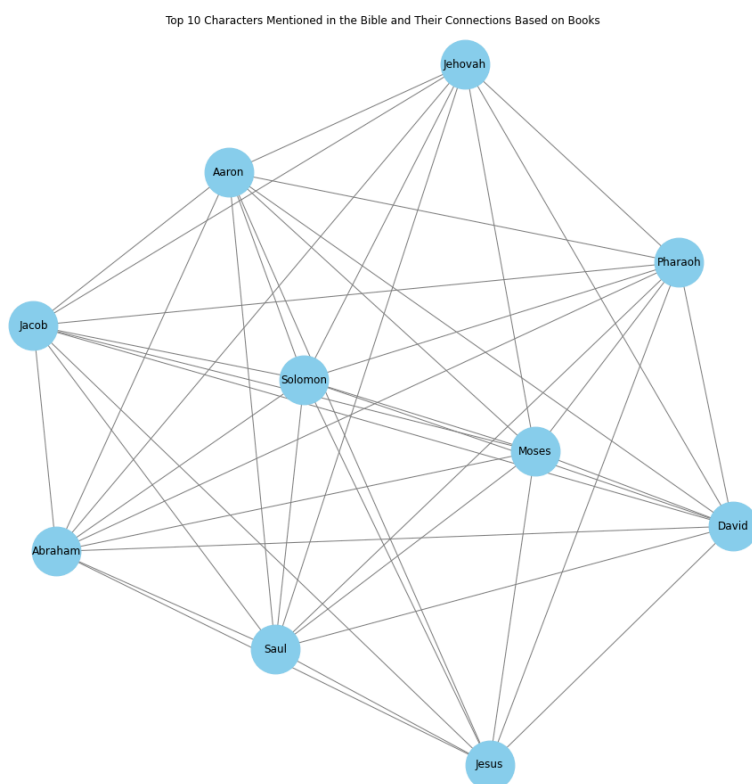 Top 10 Characters Mentioned in the Bible and Their Connections Based on Books
Jehovah
Aaron
Pharaoh
Jacob
Solomon
Moses
David
Abraham
Saul
Jesus